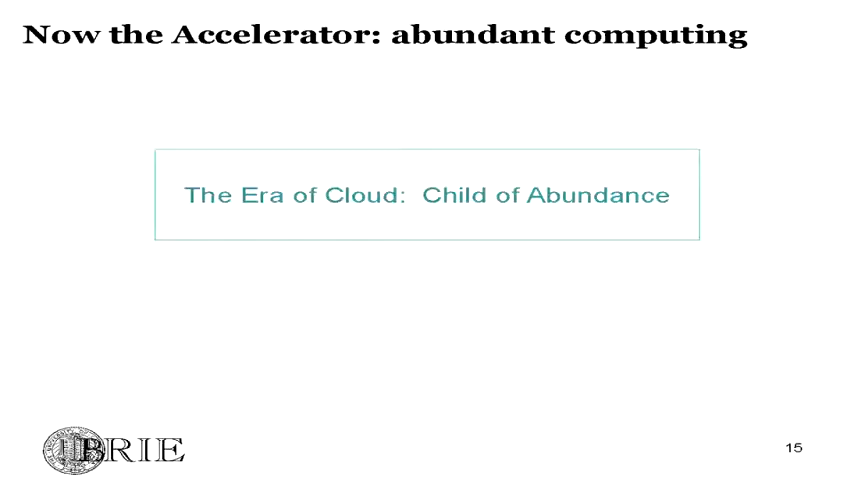 Now the Accelerator: abundant computing
The Era of Cloud: Child of Abundance
BRIE
15